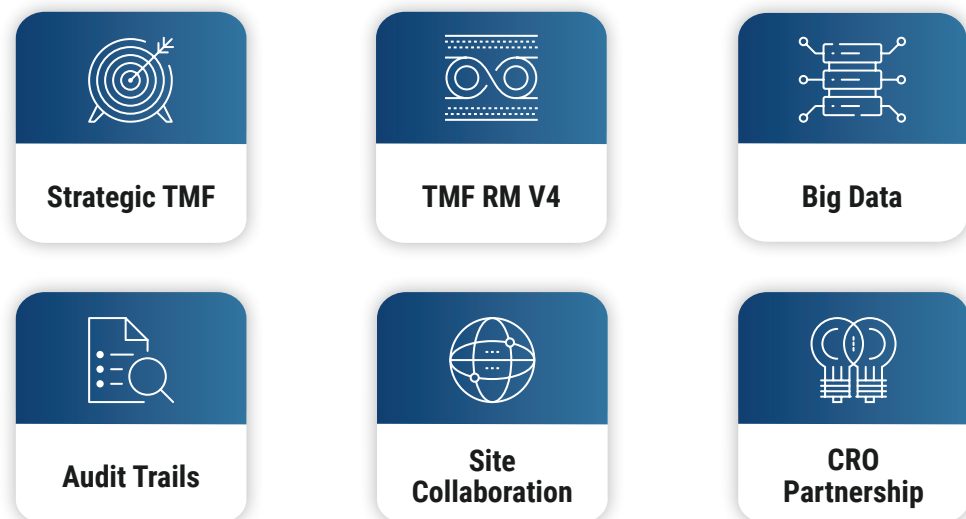 Strategic TMF
TMF RM V4
Big Data
Audit Trails
Site
Collaboration
CRO
Partnership